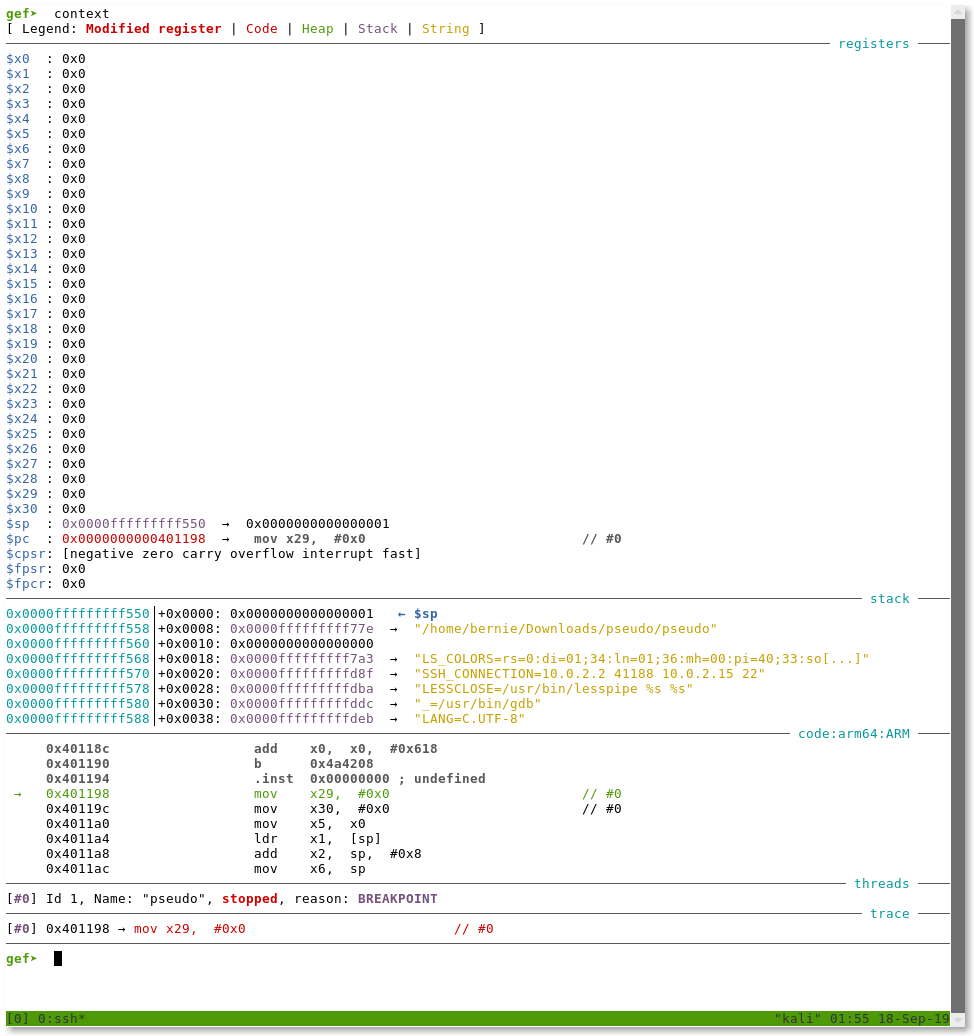 gef➤  context
[ Legend: Modified register | Code | Heap | Stack | String ]
registers
$x0  : 0x0
$x1  : 0x0
$x2  : 0x0
$x3  : 0x0
$x4  : 0x0
$x5  : 0x0
$x6  : 0x0
$x7  : 0x0
$x8  : 0x0
$x9  : 0x0
$x10 : 0x0
$x11 : 0x0
$x12 : 0x0
$x13 : 0x0
$x14 : 0x0
$x15 : 0x0
$x16 : 0x0
$x17 : 0x0
$x18 : 0x0
$x19 : 0x0
$x20 : 0x0
$x21 : 0x0
$x22 : 0x0
$x23 : 0x0
$x24 : 0x0
$x25 : 0x0
$x26 : 0x0
$x27 : 0x0
$x28 : 0x0
$x29 : 0x0
$x30 : 0x0
$sp  : 0x0000fffffffff550  →  0x0000000000000001
$pc  : 0x0000000000401198  →   mov x29,  #0x0                           // #0
$cpsr: [negative zero carry overflow interrupt fast]
$fpsr: 0x0
$fpcr: 0x0
stack
0x0000fffffffff550│+0x0000: 0x0000000000000001   ← $sp
0x0000fffffffff558│+0x0008: 0x0000fffffffff77e  →  "/home/bernie/Downloads/pseudo/pseudo"
0x0000fffffffff560│+0x0010: 0x0000000000000000
0x0000fffffffff568│+0x0018: 0x0000fffffffff7a3  →  "LS_COLORS=rs=0:di=01;34:ln=01;36:mh=00:pi=40;33:so[...]"
0x0000fffffffff570│+0x0020: 0x0000fffffffffd8f  →  "SSH_CONNECTION=10.0.2.2 41188 10.0.2.15 22"
0x0000fffffffff578│+0x0028: 0x0000fffffffffdba  →  "LESSCLOSE=/usr/bin/lesspipe %s %s"
0x0000fffffffff580│+0x0030: 0x0000fffffffffddc  →  "_=/usr/bin/gdb"
0x0000fffffffff588│+0x0038: 0x0000fffffffffdeb  →  "LANG=C.UTF-8"
code:arm64:ARM
0x40118c                  add    x0,  x0,  #0x618
0x401190                  b      0x4a4208
0x401194                  .inst  0x00000000 ; undefined
→   0x401198                  mov    x29,  #0x0                        // #0
0x40119c                  mov    x30,  #0x0                        // #0
0x4011a0                  mov    x5,  x0
0x4011a4                  ldr    x1,  [sp]
0x4011a8                  add    x2,  sp,  #0x8
0x4011ac                  mov    x6,  sp
threads
[#0] Id 1, Name: "pseudo", stopped, reason: BREAKPOINT
trace
[#0] 0x401198 → mov x29,  #0x0                          // #0
gef➤
[0] 0:ssh* "kali" 01:55 18-Sep-19